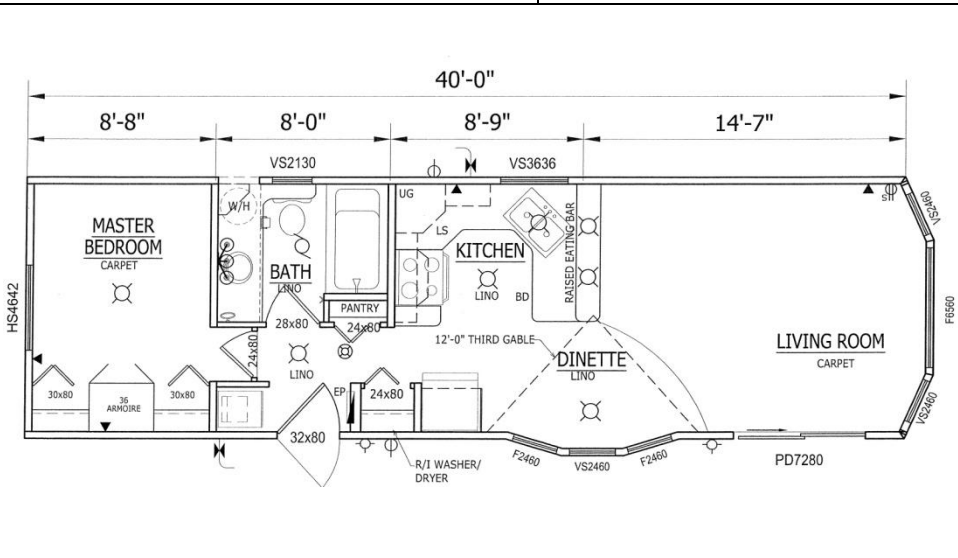 40'-0"
8'-8"
8'-0"
8'-9"
14'-7"
VS2130
VS3636
W/H
UG
LS
MASTER
BEDROOM
CARPET
BATH
LINO
KITCHEN
LINO
BD
RAISED EATING BAR
SH
VS2460
HS4642
PANTRY
24x80
28x80
24x80
LINO
12'-0" THIRD GABLE
DINETTE
LINO
LIVING ROOM
CARPET
F6560
30x80
36
ARMOIRE
30x80
EP
24x80
32x80
VS2460
F2460
VS2460
F2460
PD7280
R/I WASHER/
DRYER